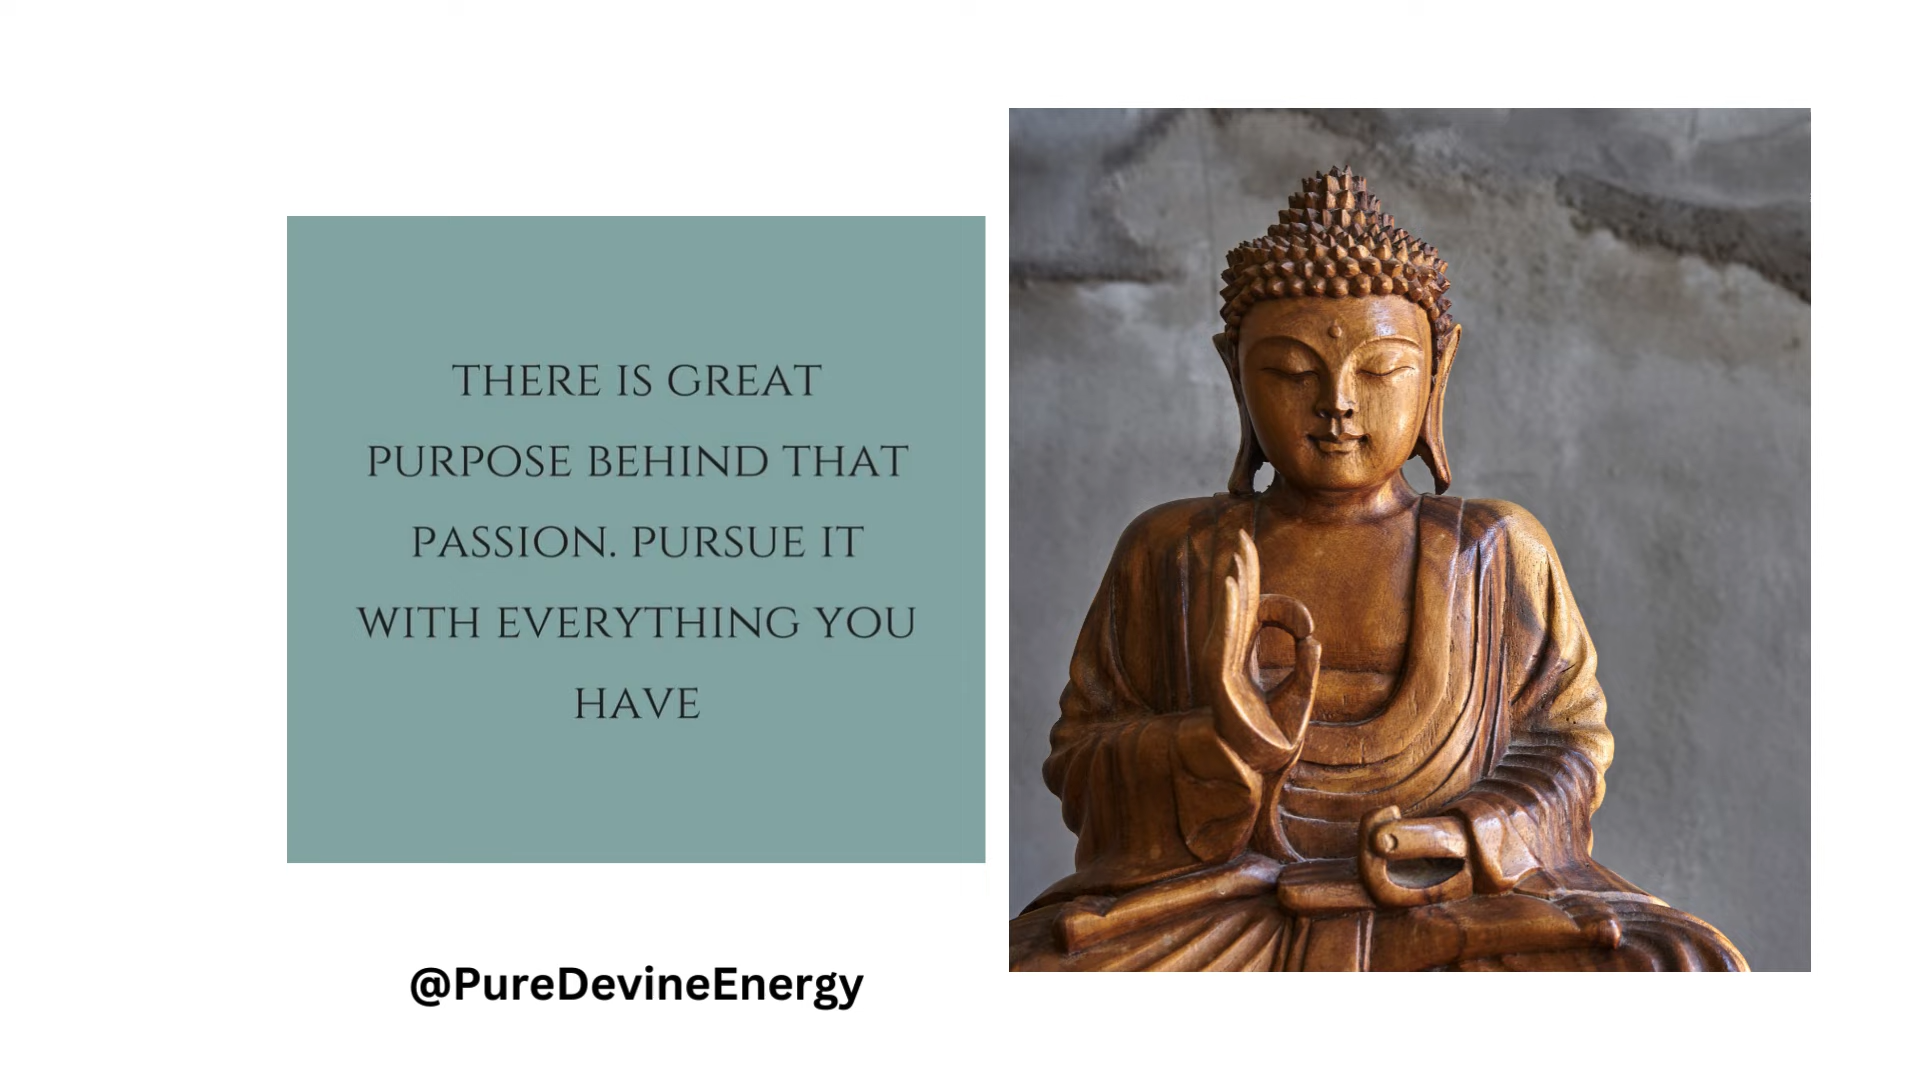 THERE IS GREAT
PURPOSE BEHIND THAT
PASSION. PURSUE IT
WITH EVERYTHING YOU
HAVE
@PureDevineEnergy